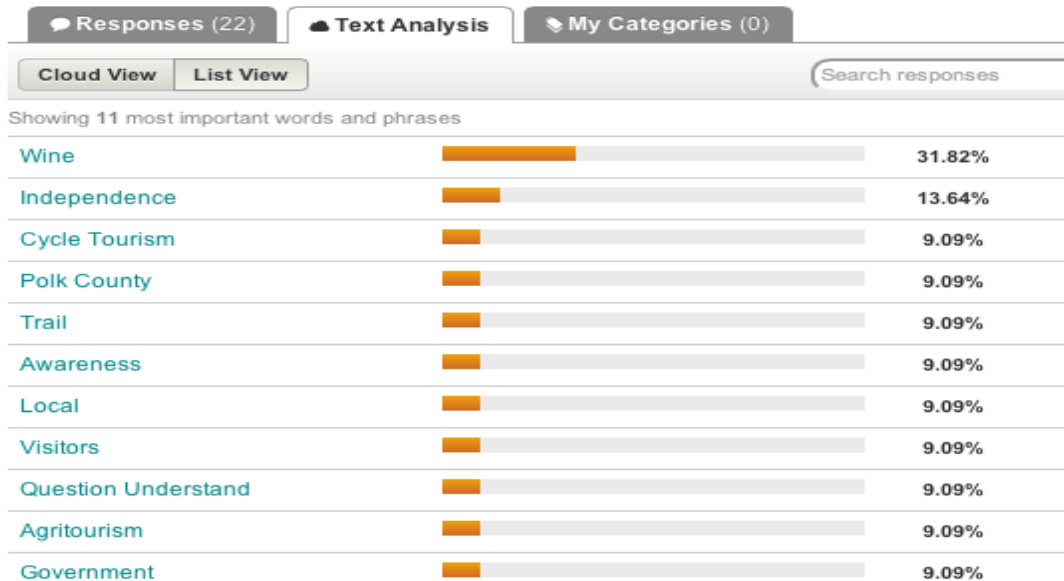 Responses (22) Text Analysis My Categories (0)
Cloud View List View Search responses
Showing 11 most important words and phrases
Wine 31.82%
Independence 13.64%
Cycle Tourism 9.09%
Polk County 9.09%
Trail 9.09%
Awareness 9.09%
Local 9.09%
Visitors 9.09%
Question Understand 9.09%
Agritourism 9.09%
Government 9.09%